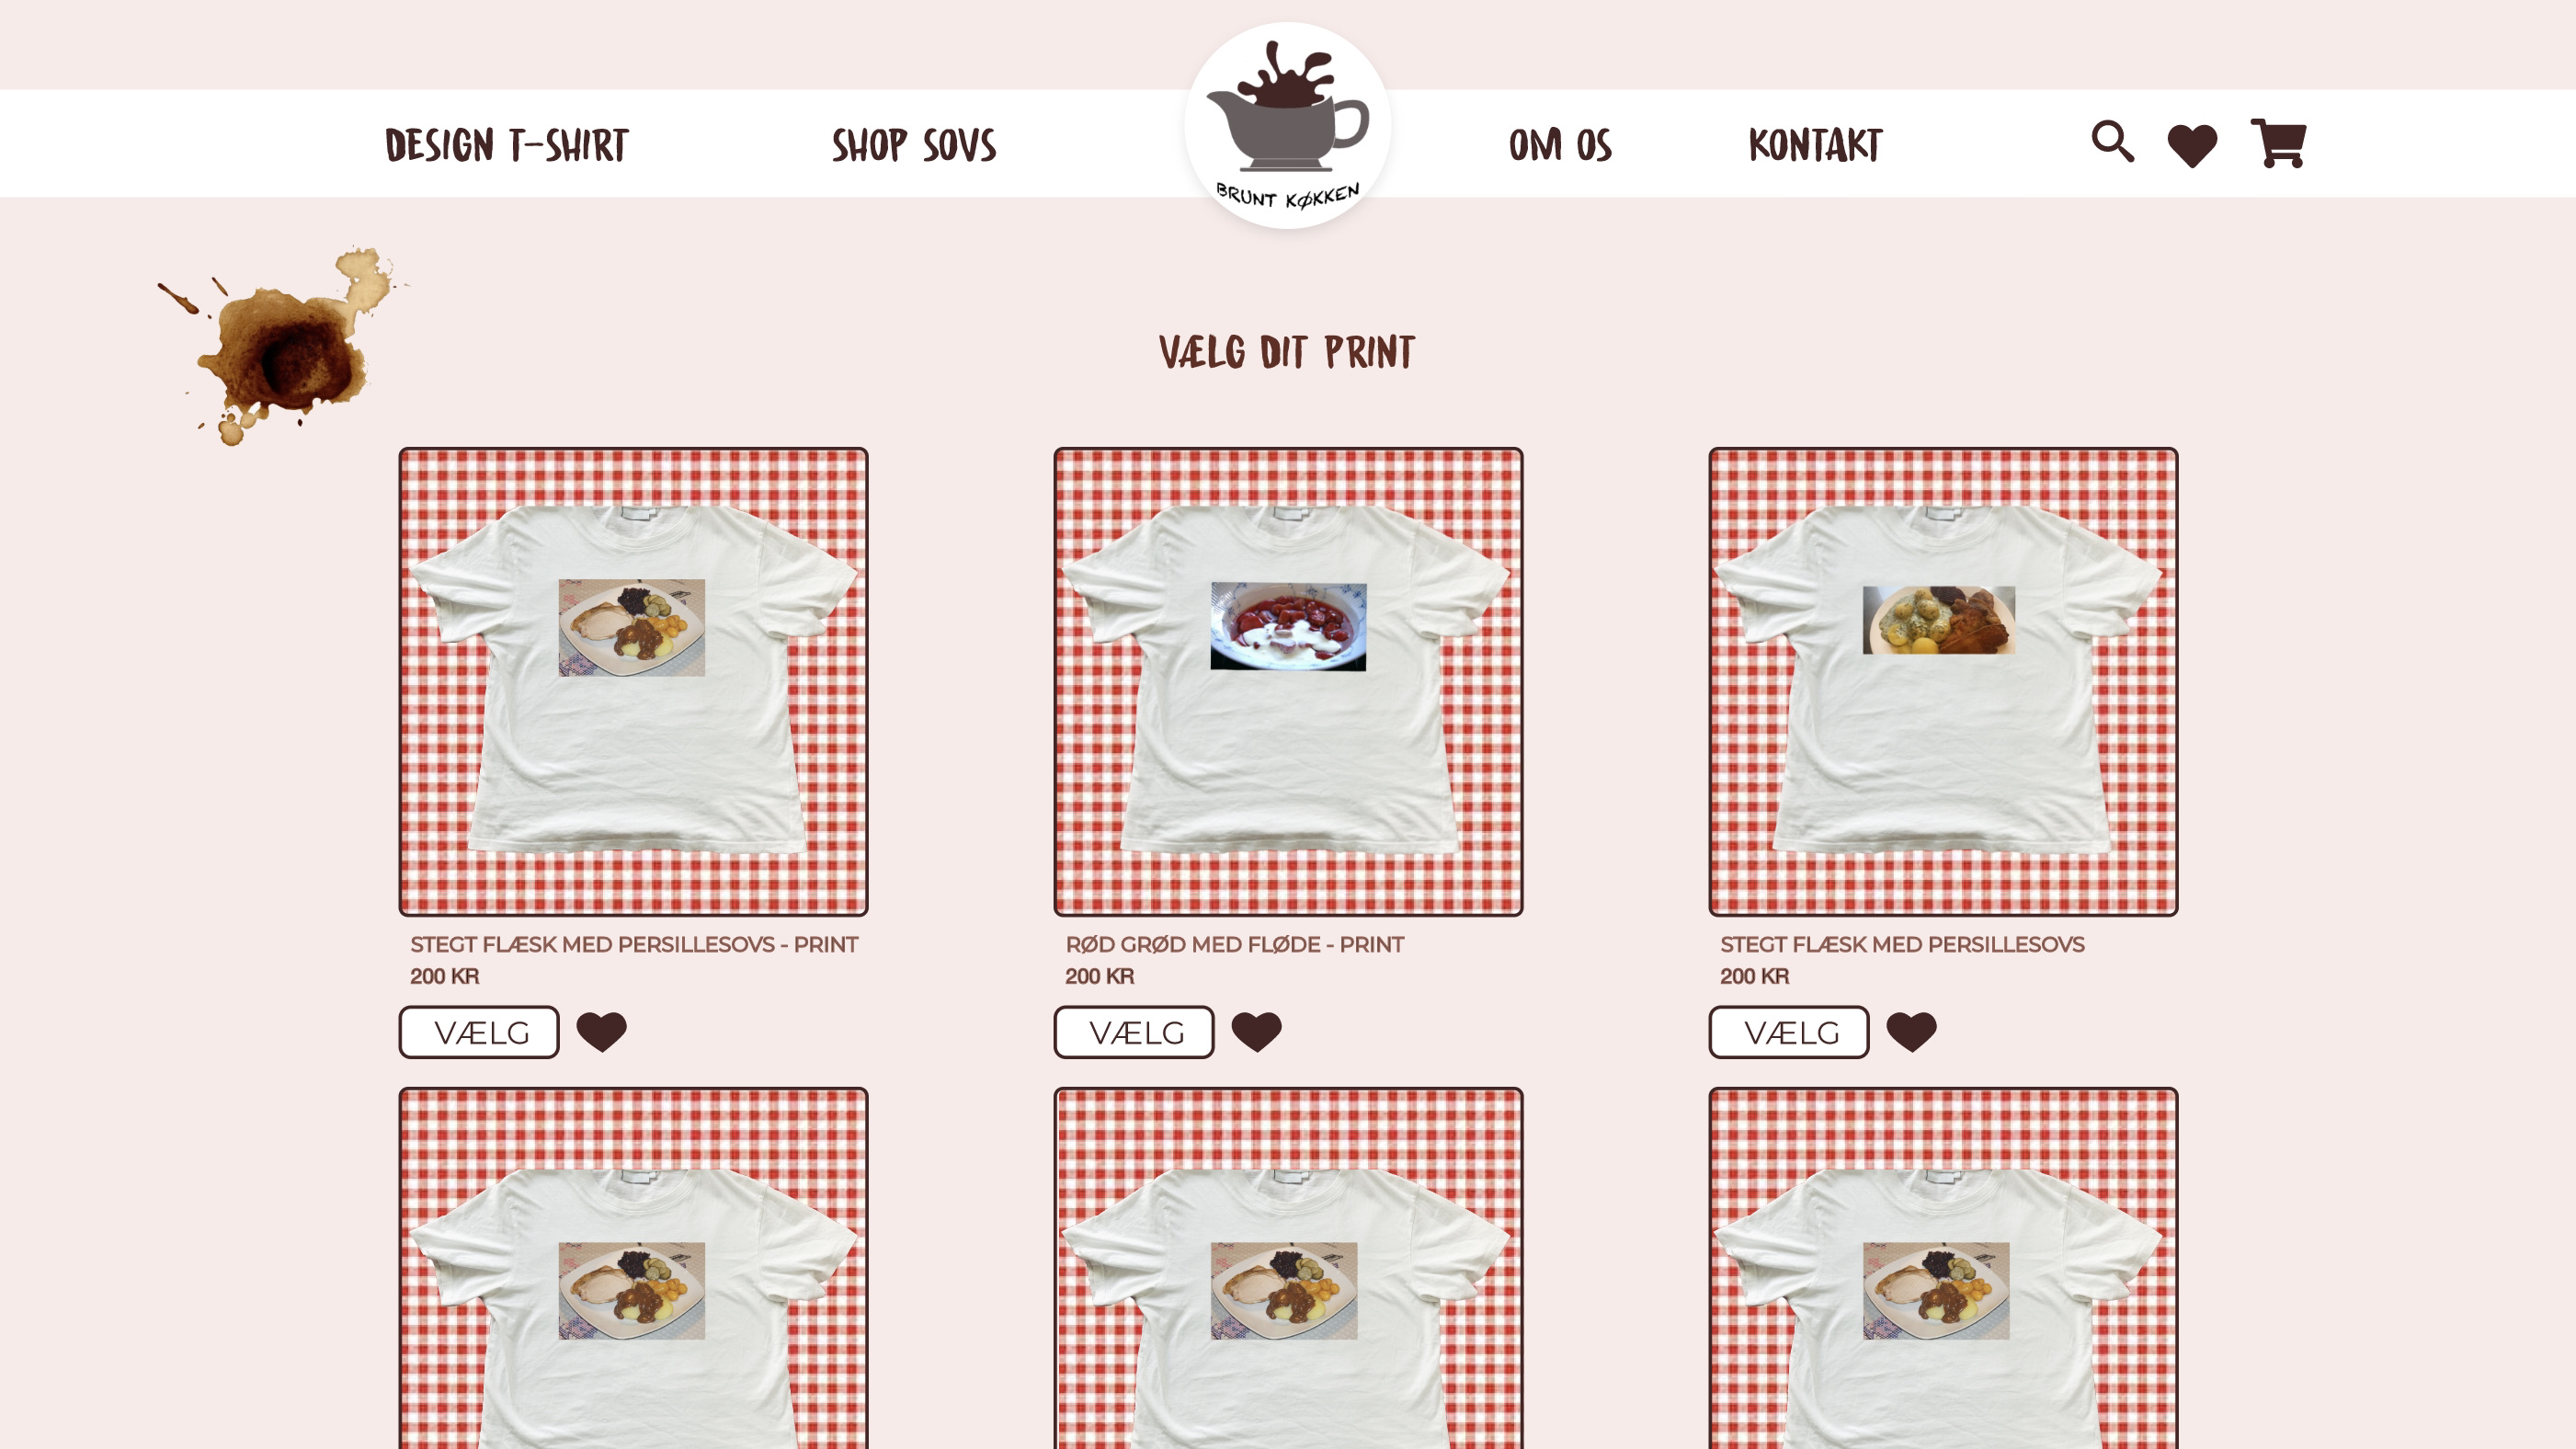 DESIGN T-SHIRT
SHOP SOVS
BRUNT KØKKEN
OM OS
KONTAKT
VÆLG DIT PRINT
STEGT FLÆSK MED PERSILLESOVS - PRINT
200 KR
VÆLG
RØD GRØD MED FLØDE - PRINT
200 KR
VÆLG
STEGT FLÆSK MED PERSILLESOVS
200 KR
VÆLG